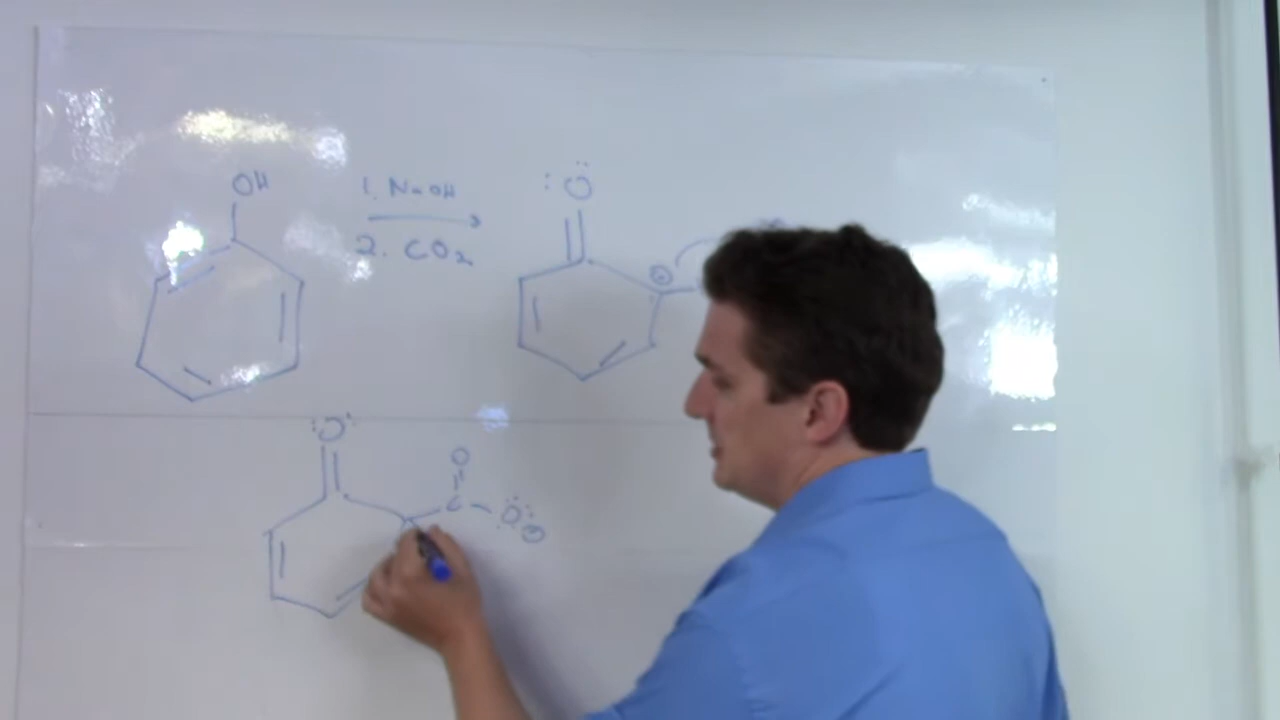 OH
1. NaOH
2. CO₂
:Ö
⊖
:Ö
O
C
Ö:
⊖